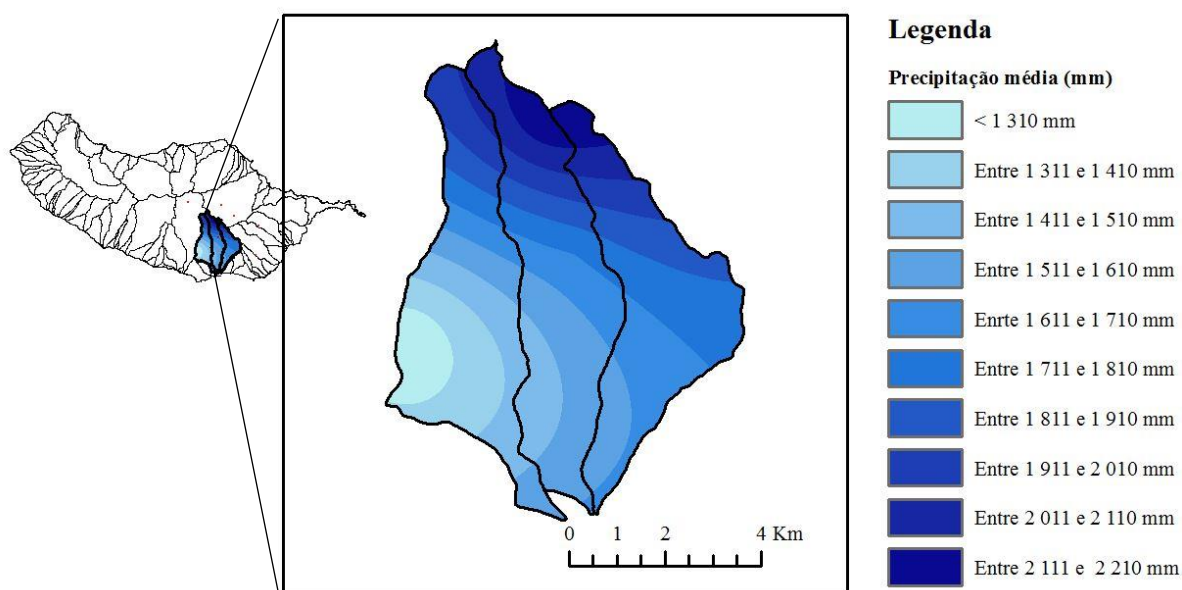 Legenda
Precipitação média (mm)
< 1 310 mm
Entre 1 311 e 1 410 mm
Entre 1 411 e 1 510 mm
Entre 1 511 e 1 610 mm
Enrte 1 611 e 1 710 mm
Entre 1 711 e 1 810 mm
Entre 1 811 e 1 910 mm
Entre 1 911 e 2 010 mm
Entre 2 011 e 2 110 mm
Entre 2 111 e 2 210 mm
0 1 2 4 Km